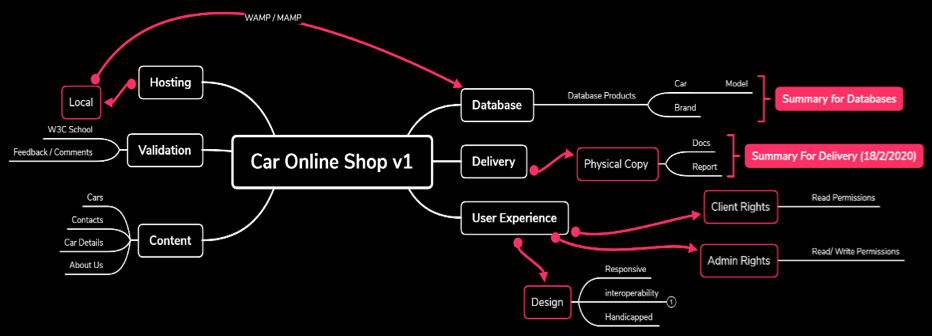 WAMP / MAMP
Hosting
Local
W3C School
Feedback / Comments
Validation
Car Online Shop v1
Cars
Contacts
Car Details
About Us
Content
Database
Database Products
Car
Model
Brand
Summary for Databases
Delivery
Physical Copy
Docs
Report
Summary For Delivery (18/2/2020)
User Experience
Client Rights
Read Permissions
Admin Rights
Read/ Write Permissions
Design
Responsive
interoperability
1
Handicapped